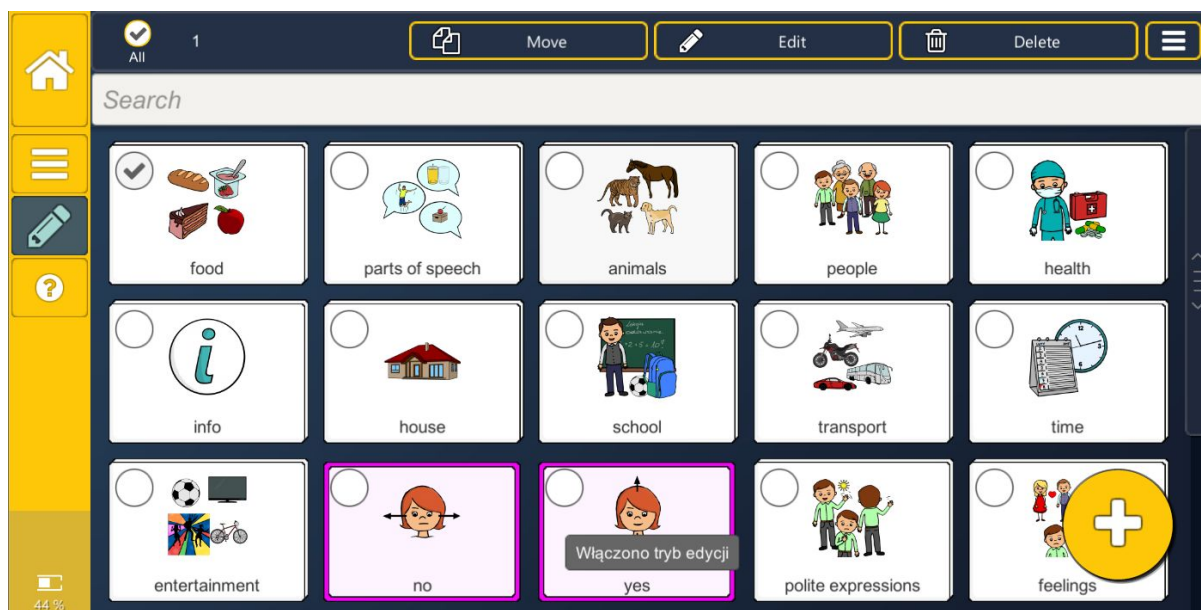 All
1
Move
Edit
Delete
Search
food
parts of speech
animals
people
health
info
house
school
transport
time
entertainment
no
yes
polite expressions
feelings
Włączono tryb edycji
44 %